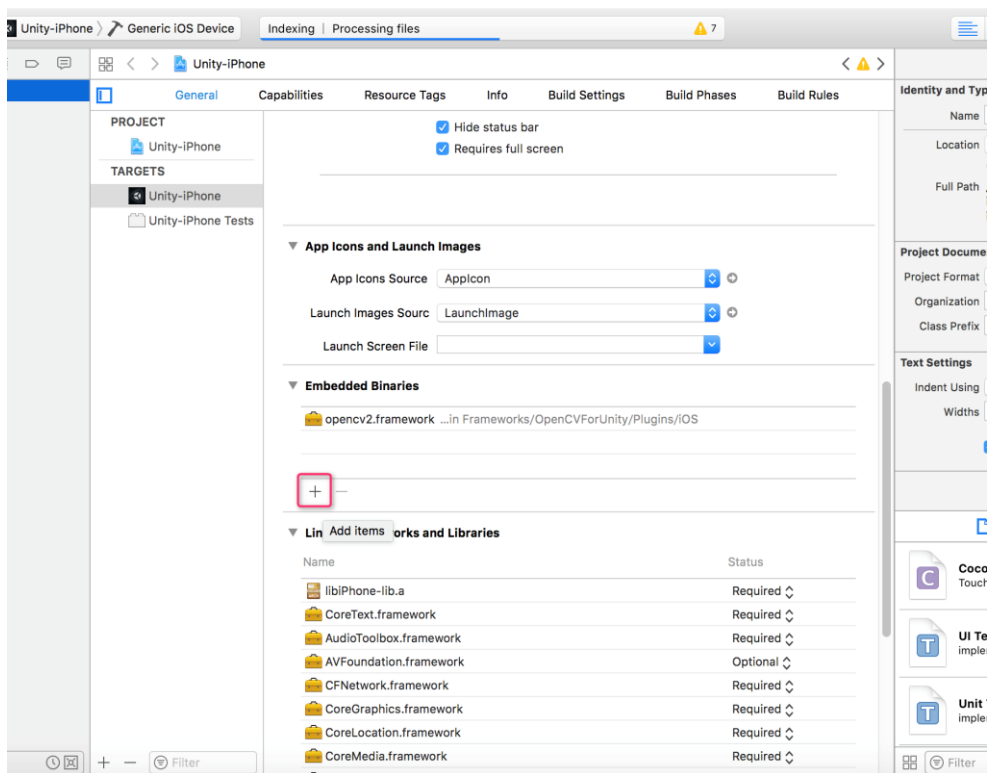 Unity-iPhone Generic iOS Device Indexing | Processing files 7
Unity-iPhone
General Capabilities Resource Tags Info Build Settings Build Phases Build Rules
PROJECT
Unity-iPhone
TARGETS
Unity-iPhone
Unity-iPhone Tests
Hide status bar
Requires full screen
App Icons and Launch Images
App Icons Source AppIcon
Launch Images Sourc LaunchImage
Launch Screen File
Embedded Binaries
opencv2.framework ...in Frameworks/OpenCVForUnity/Plugins/iOS
+ −
Add items
Lin orks and Libraries
Name Status
libiPhone-lib.a Required
CoreText.framework Required
AudioToolbox.framework Required
AVFoundation.framework Optional
CFNetwork.framework Required
CoreGraphics.framework Required
CoreLocation.framework Required
CoreMedia.framework Required
+ − Filter
Identity and Typ
Name
Location
Full Path
Project Docume
Project Format
Organization
Class Prefix
Text Settings
Indent Using
Widths
C
Coco
Touch
T
UI Te
imple
T
Unit
imple
Filter